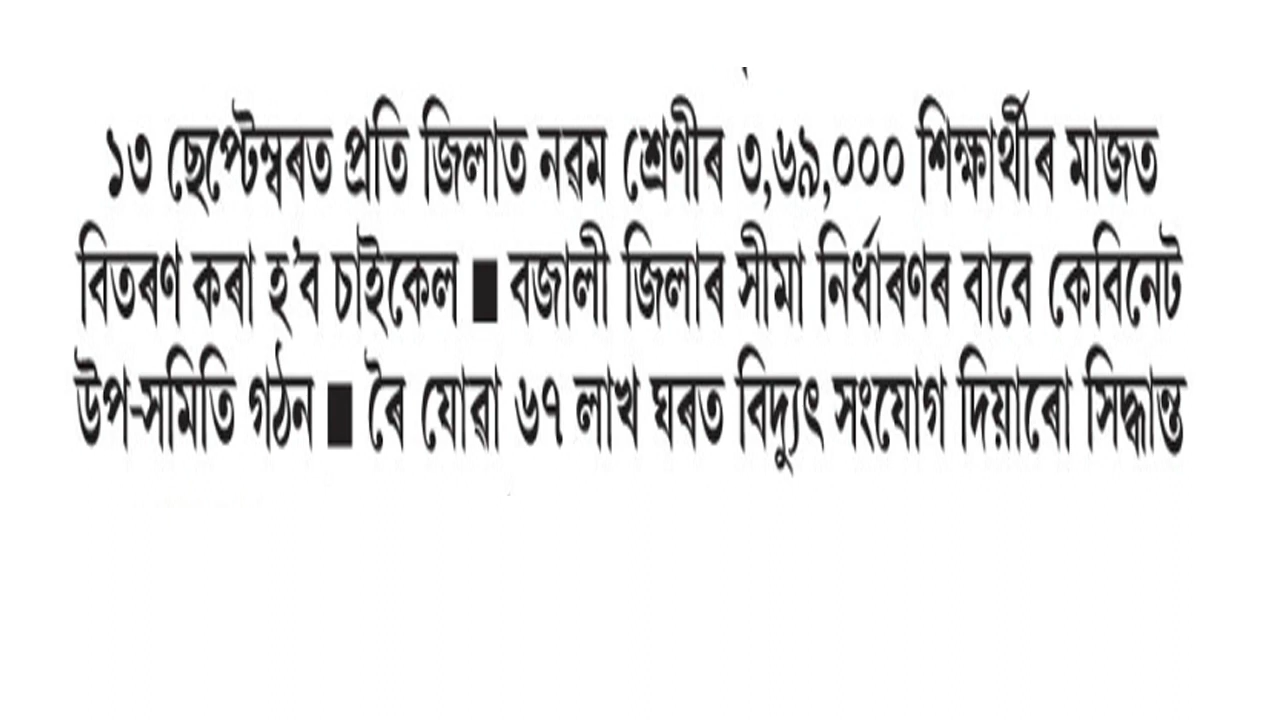 ১৩ ছেপ্টেম্বৰত প্ৰতি জিলাত নৱম শ্ৰেণীৰ ৩,৬৯,০০০ শিক্ষাৰ্থীৰ মাজত
বিতৰণ কৰা হ’ব চাইকেল ■ বজালী জিলাৰ সীমা নিৰ্ধাৰণৰ বাবে কেবিনেট
উপ-সমিতি গঠন ■ ৰৈ যোৱা ৬৭ লাখ ঘৰত বিদ্যুৎ সংযোগ দিয়াৰো সিদ্ধান্ত